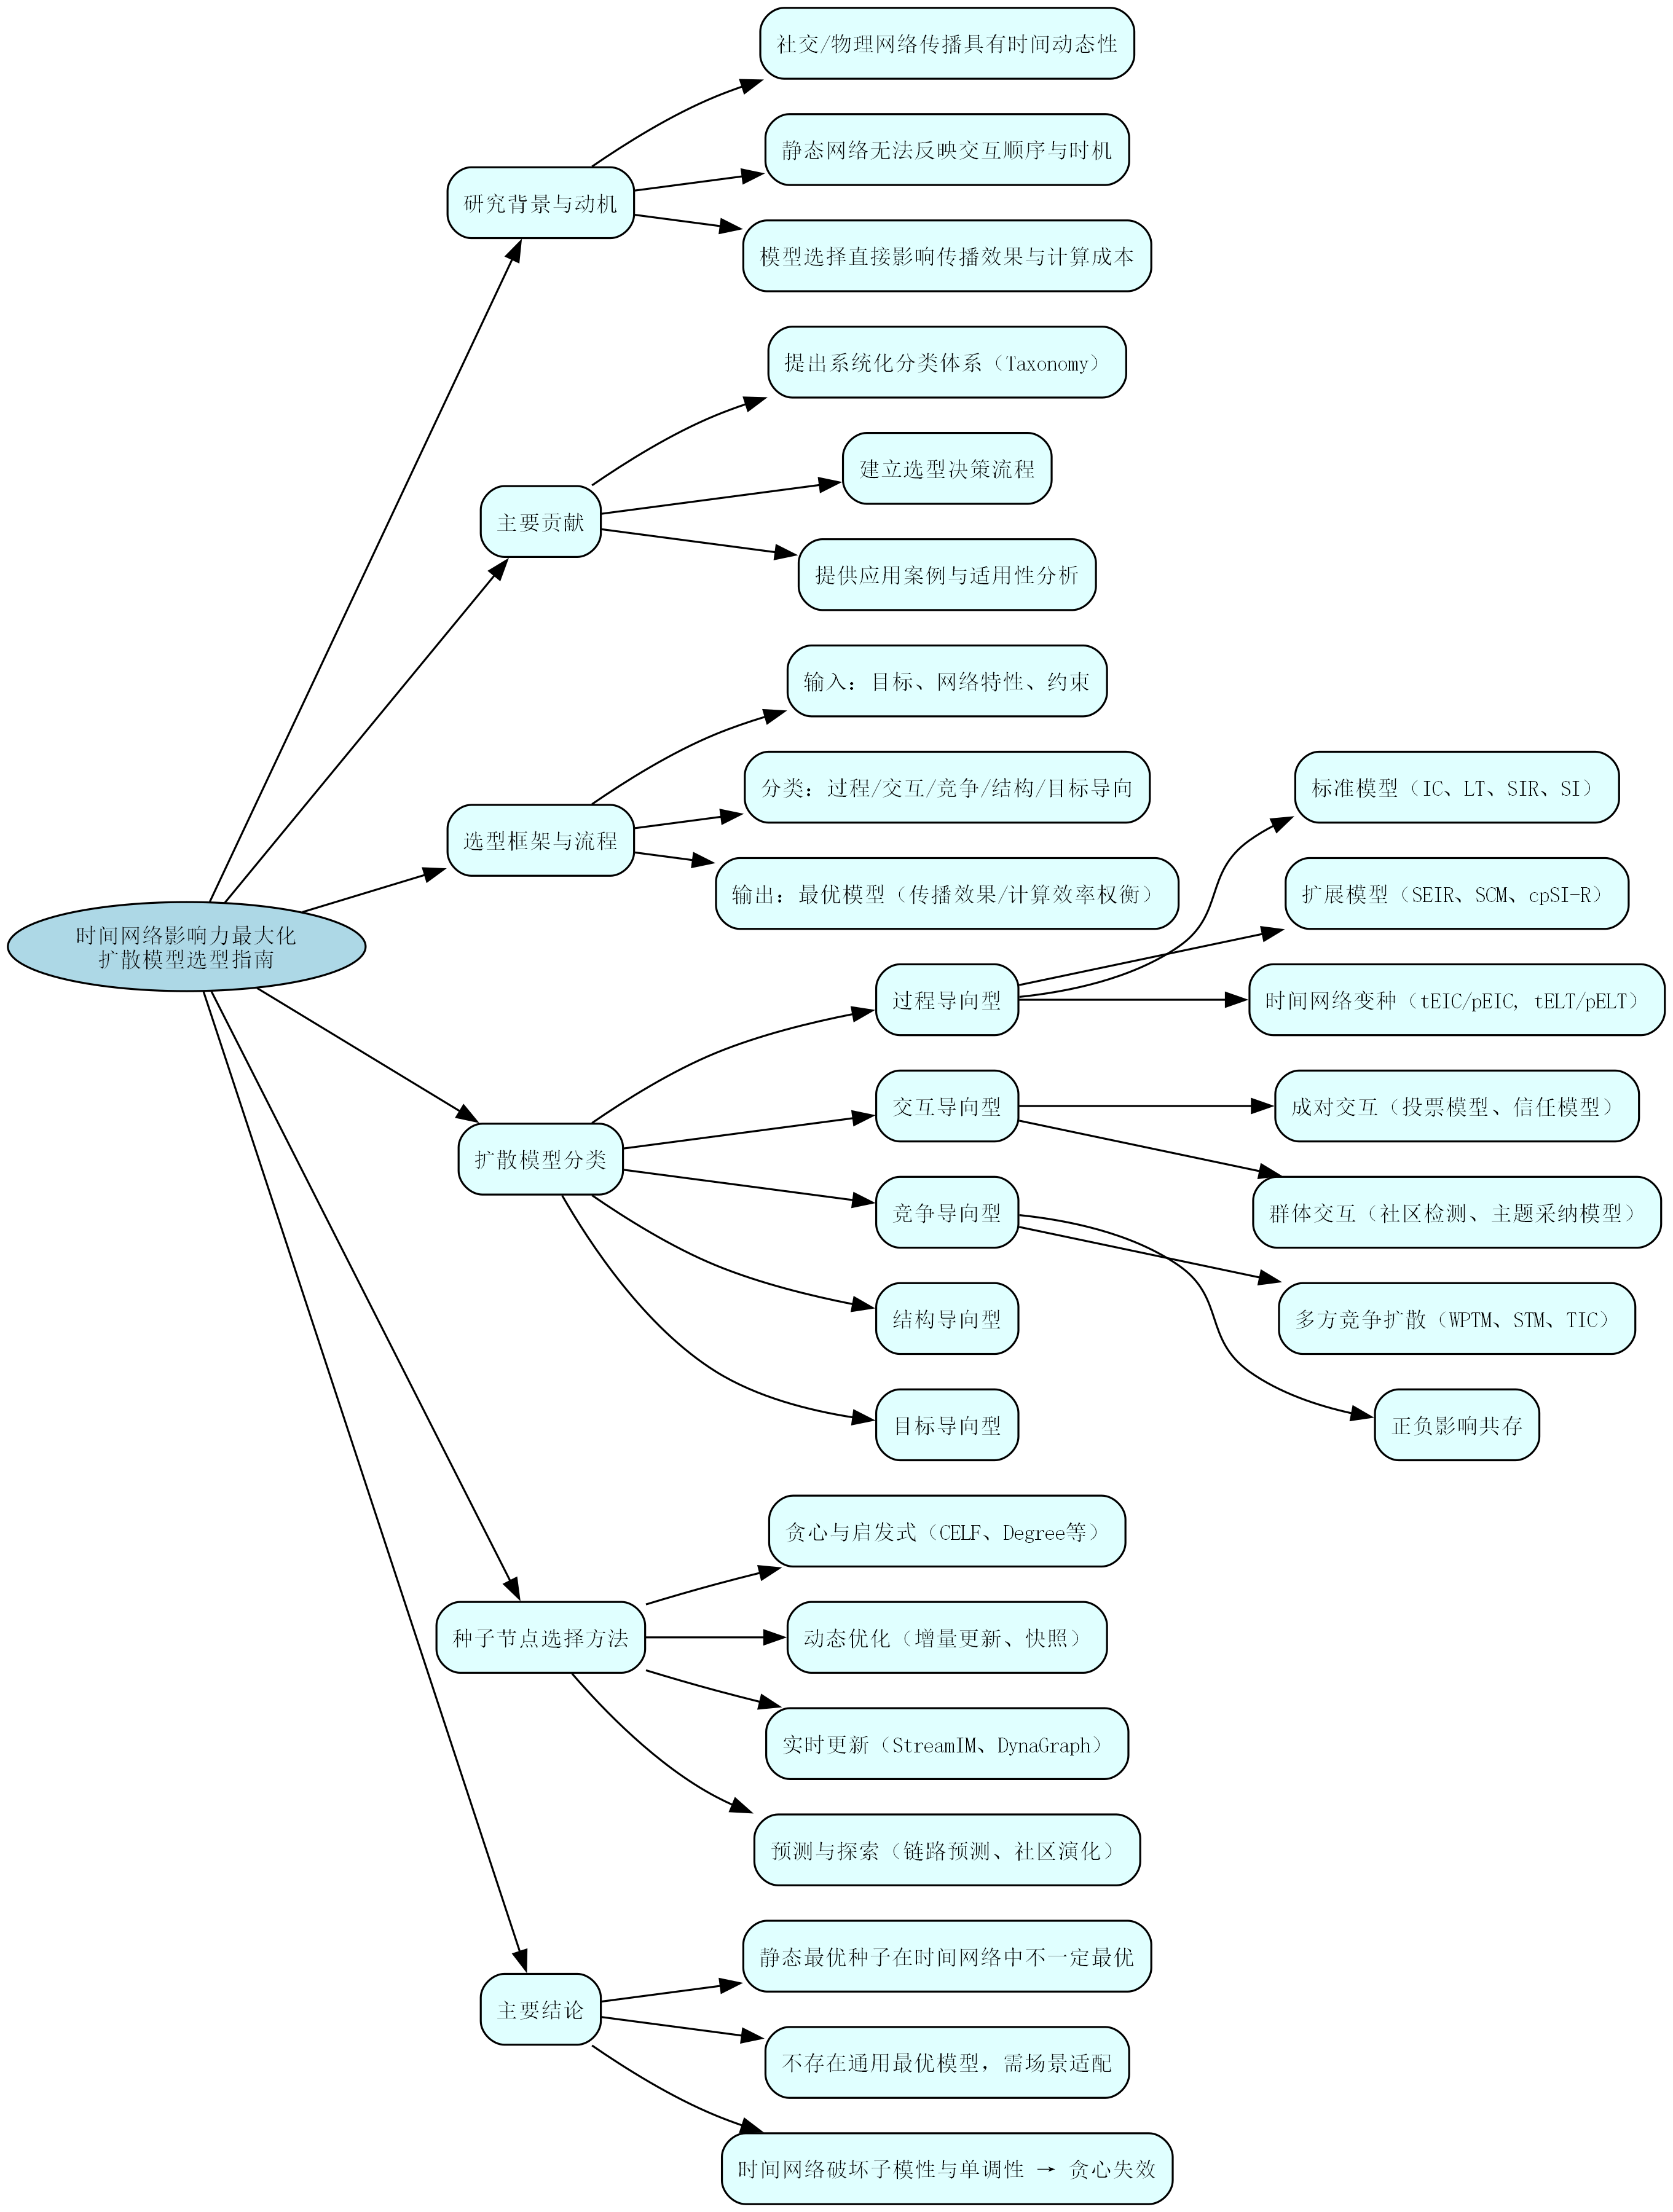 时间网络影响力最大化
扩散模型选型指南
研究背景与动机
社交/物理网络传播具有时间动态性
静态网络无法反映交互顺序与时机
模型选择直接影响传播效果与计算成本
主要贡献
提出系统化分类体系（Taxonomy）
建立选型决策流程
提供应用案例与适用性分析
选型框架与流程
输入：目标、网络特性、约束
分类：过程/交互/竞争/结构/目标导向
输出：最优模型（传播效果/计算效率权衡）
扩散模型分类
过程导向型
标准模型（IC、LT、SIR、SI）
扩展模型（SEIR、SCM、cpSI-R）
时间网络变种（tEIC/pEIC, tELT/pELT）
交互导向型
成对交互（投票模型、信任模型）
群体交互（社区检测、主题采纳模型）
竞争导向型
多方竞争扩散（WPTM、STM、TIC）
正负影响共存
结构导向型
目标导向型
种子节点选择方法
贪心与启发式（CELF、Degree等）
动态优化（增量更新、快照）
实时更新（StreamIM、DynaGraph）
预测与探索（链路预测、社区演化）
主要结论
静态最优种子在时间网络中不一定最优
不存在通用最优模型，需场景适配
时间网络破坏子模性与单调性 → 贪心失效